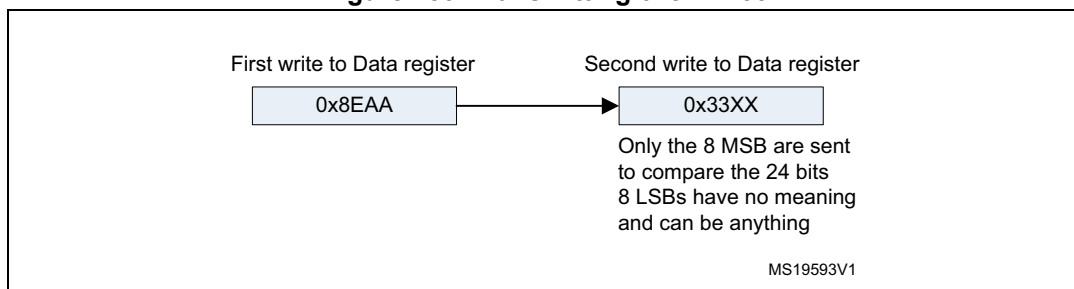 First write to Data register
Second write to Data register
0x8EAA
0x33XX
Only the 8 MSB are sent
to compare the 24 bits
8 LSBs have no meaning
and can be anything
MS19593V1